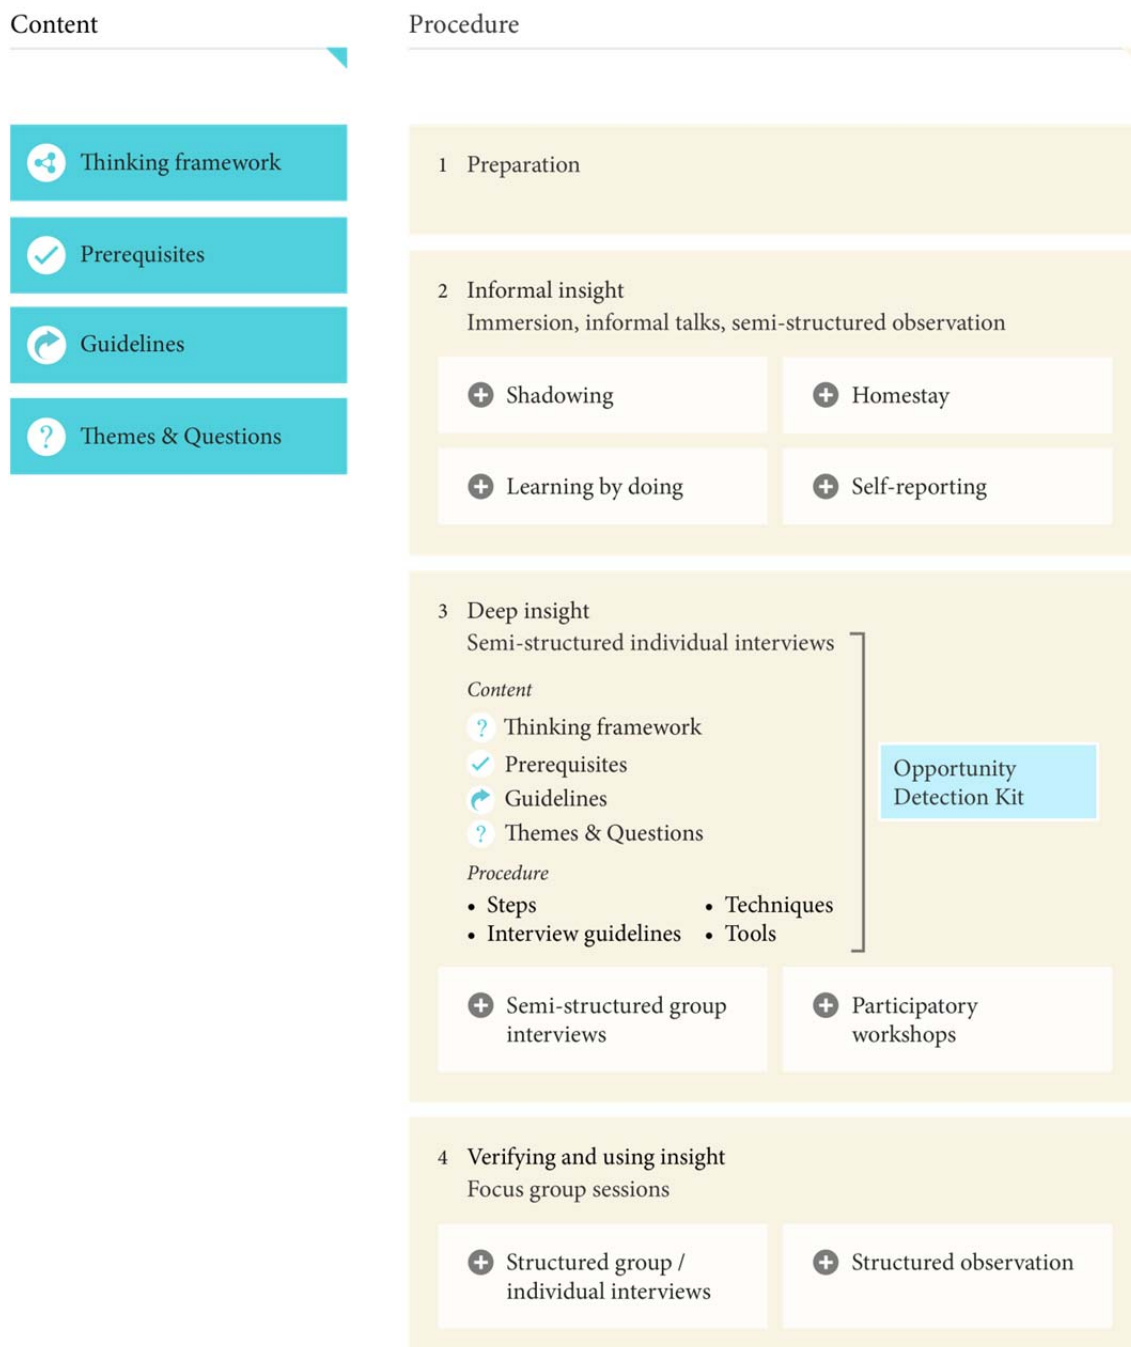 Content
Procedure
Thinking framework
Prerequisites
Guidelines
? Themes & Questions
1 Preparation
2 Informal insight
Immersion, informal talks, semi-structured observation
Shadowing
Homestay
Learning by doing
Self-reporting
3 Deep insight
Semi-structured individual interviews
Content
? Thinking framework
Prerequisites
Guidelines
? Themes & Questions
Procedure
• Steps
• Techniques
• Interview guidelines
• Tools
Opportunity
Detection Kit
Semi-structured group
interviews
Participatory
workshops
4 Verifying and using insight
Focus group sessions
Structured group /
individual interviews
Structured observation